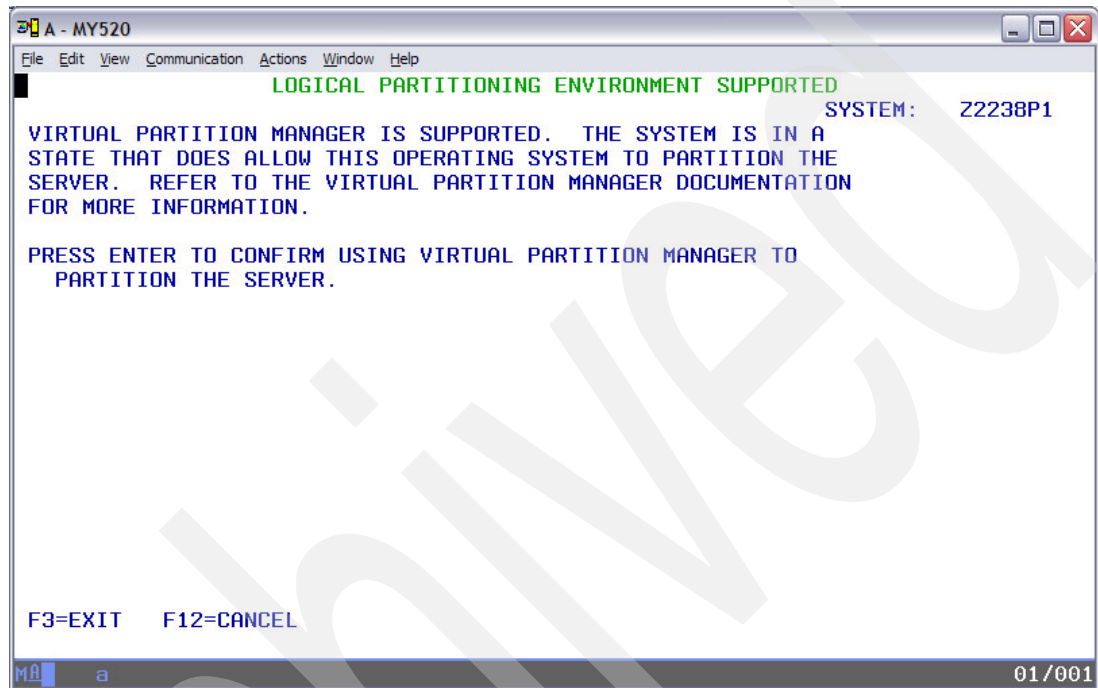 A - MY520
File Edit View Communication Actions Window Help
LOGICAL PARTITIONING ENVIRONMENT SUPPORTED
SYSTEM: Z2238P1
VIRTUAL PARTITION MANAGER IS SUPPORTED. THE SYSTEM IS IN A
STATE THAT DOES ALLOW THIS OPERATING SYSTEM TO PARTITION THE
SERVER. REFER TO THE VIRTUAL PARTITION MANAGER DOCUMENTATION
FOR MORE INFORMATION.
PRESS ENTER TO CONFIRM USING VIRTUAL PARTITION MANAGER TO
PARTITION THE SERVER.
F3=EXIT F12=CANCEL
MA a 01/001